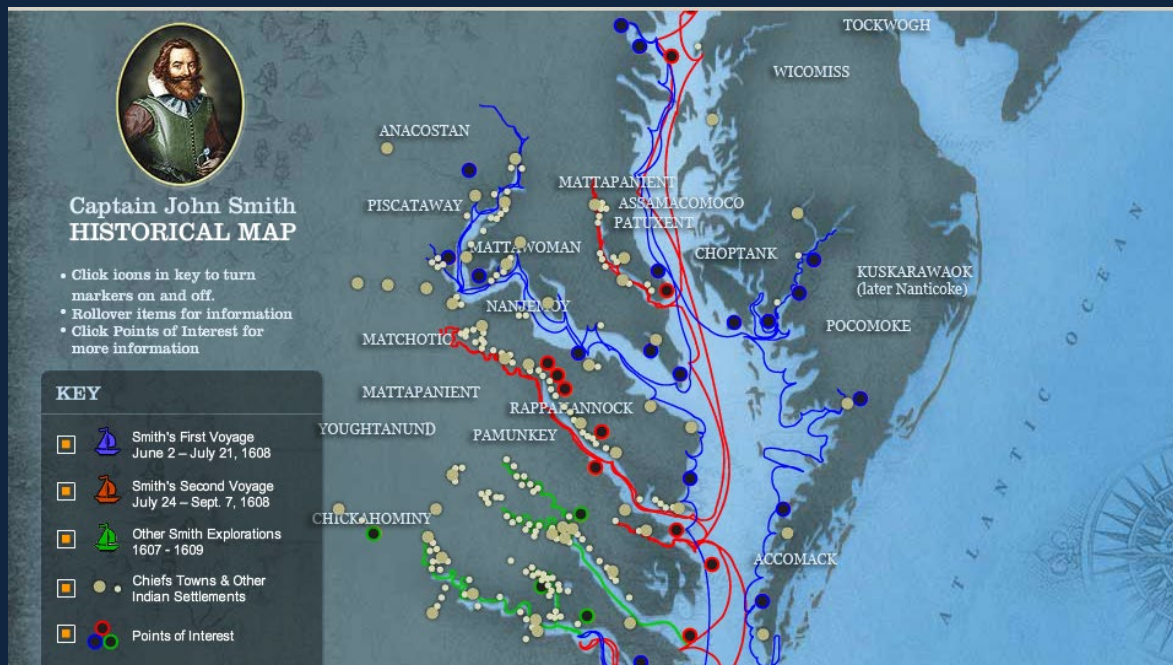 Captain John Smith
HISTORICAL MAP
• Click icons in key to turn
markers on and off.
• Rollover items for information
• Click Points of Interest for
more information
KEY
Smith's First Voyage
June 2 – July 21, 1608
Smith's Second Voyage
July 24 – Sept. 7, 1608
Other Smith Explorations
1607 - 1609
Chiefs Towns & Other
Indian Settlements
Points of Interest
TOCKWOGH
WICOMISS
ANACOSTAN
MATTAPANIENT
PISCATAWAY
ASSAMACOMOCO
PATUXENT
MATTAWOMAN
CHOPTANK
KUSKARAWAOK
(later Nanticoke)
NANJEMOY
POCOMOKE
MATCHOTIC
MATTAPANIENT
RAPPAHANNOCK
YOUGHTANUND
PAMUNKEY
CHICKAHOMINY
ACCOMACK
ATLANTIC OCEAN